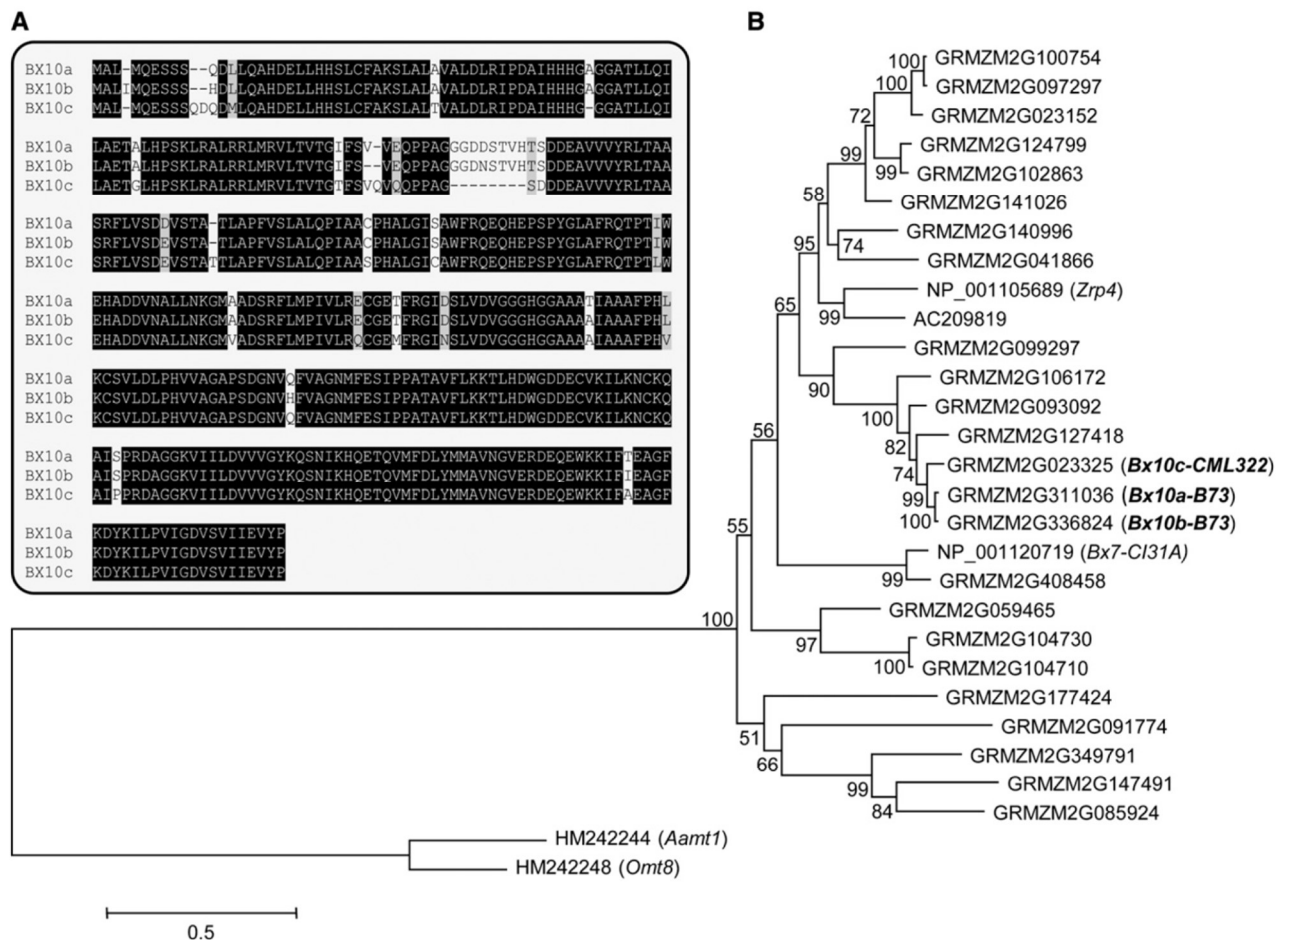 A
BX10a MAL-MQESSS--QDLLQAHDELLHHSLCFAKSLALAVALDLRIPDAIHHHGAGGATLLQI
BX10b MALIMQESSS--HDLLQAHDELLHHSLCFAKSLALAVALDLRIPDAIHHHGAGGATLLQI
BX10c MAL-MQESSSQDQDMLQAHDELLHHSLCFAKSLALTVALDLRIPDAIHHHG-GGATLLQI
BX10a LAETALHPSKLRALRRLMRVLTVTGIFSV-VEQPPAGGGDDSTVHTSDDEAVVVYRLTAA
BX10b LAETALHPSKLRALRRLMRVLTVTGIFS--VEQPPAGGGDNSTVHTSDDEAVVVYRLTAA
BX10c LAETGLHPSKLRALRRLMRVLTVTGTFSVQVQQPPAG--------SDDDEAVVVYRLTAA
BX10a SRFLVSDDVSTA-TLAPFVSLALQPIAACPHALGISAWFRQEQHEPSPYGLAFRQTPTIW
BX10b SRFLVSDEVSTA-TLAPFVSLALQPIAACPHALGISAWFRQEQHEPSPYGLAFRQTPTIW
BX10c SRFLVSDEVSTATTLAPFVSLALQPIAASPHALGICAWFRQEQHEPSPYGLAFRQTPTLW
BX10a EHADDVNALLNKGMAADSRFLMPIVLRECGETFRGIDSLVDVGGGHGGAAATIAAAFPHL
BX10b EHADDVNALLNKGMAADSRFLMPIVLRECGETFRGIDSLVDVGGGHGGAAAAIAAAFPHL
BX10c EHADDVNALLNKGMVADSRFLMPIVLRQCGEMFRGINSLVDVGGGHGGAAAAIAAAFPHV
BX10a KCSVLDLPHVVAGAPSDGNVQFVAGNMFESIPPATAVFLKKTLHDWGDDECVKILKNCKQ
BX10b KCSVLDLPHVVAGAPSDGNVHFVAGNMFESIPPATAVFLKKTLHDWGDDECVKILKNCKQ
BX10c KCSVLDLPHVVAGAPSDGNVQFVAGNMFESIPPATAVFLKKTLHDWGDDECVKILKNCKQ
BX10a AISPRDAGGKVIILDVVVGYKQSNIKHQETQVMFDLYMMAVNGVERDEQEWKKIFTEAGF
BX10b AISPRDAGGKVIILDVVVGYKQSNIKHQETQVMFDLYMMAVNGVERDEQEWKKIFIEAGF
BX10c AIPPRDAGGKVIILDVVVGYKQSNIKHQETQVMFDLYMMAVNGVERDEQEWKKIFAEAGF
BX10a KDYKILPVIGDVSVIIEVYP
BX10b KDYKILPVIGDVSVIIEVYP
BX10c KDYKILPVIGDVSVIIEVYP
B
100 GRMZM2G100754
100 GRMZM2G097297
GRMZM2G023152
72
GRMZM2G124799
99
99 GRMZM2G102863
58 GRMZM2G141026
GRMZM2G140996
95 74
GRMZM2G041866
NP_001105689 (Zrp4)
65
99 AC209819
GRMZM2G099297
90 GRMZM2G106172
100 GRMZM2G093092
56 GRMZM2G127418
82
74 GRMZM2G023325 (Bx10c-CML322)
99 GRMZM2G311036 (Bx10a-B73)
100 GRMZM2G336824 (Bx10b-B73)
55
NP_001120719 (Bx7-CI31A)
99 GRMZM2G408458
GRMZM2G059465
100
97 GRMZM2G104730
100 GRMZM2G104710
GRMZM2G177424
51 GRMZM2G091774
66 GRMZM2G349791
99 GRMZM2G147491
84 GRMZM2G085924
HM242244 (Aamt1)
HM242248 (Omt8)
0.5